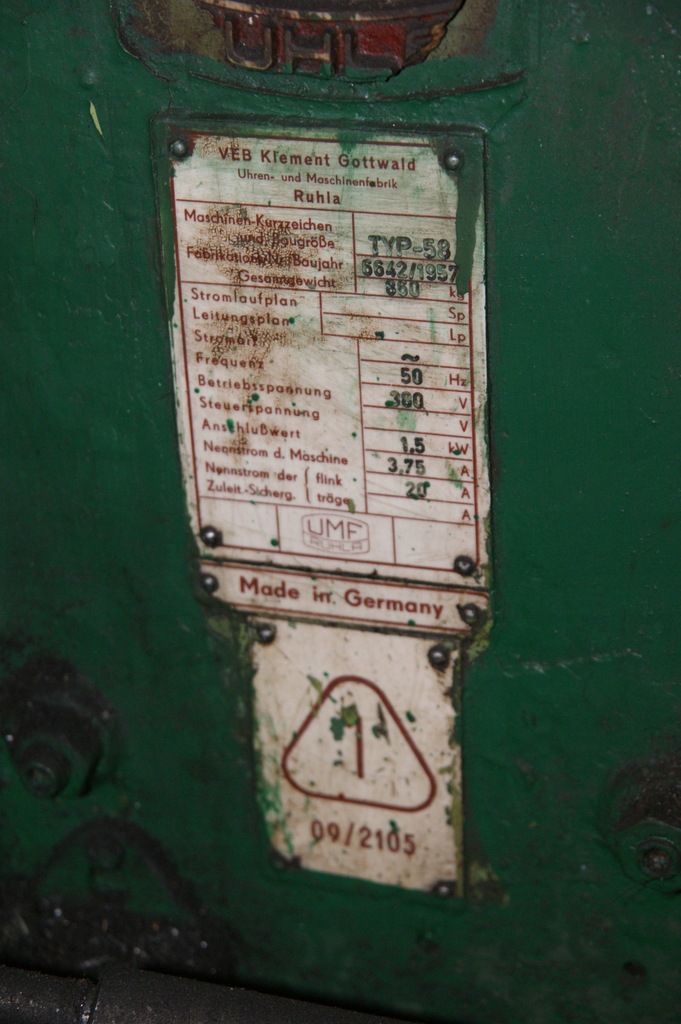 UHL
VEB Klement Gottwald
Uhren- und Maschinenfabrik
Ruhla
Maschinen-Kurzzeichen
und Baugröße TYP-58
Fabrikations-Nr./Baujahr 6642/1957
Gesamtgewicht 860 kg
Stromlaufplan Sp
Leitungsplan Lp
Stromart ~
Frequenz 50 Hz
Betriebsspannung 380 V
Steuerspannung V
Anschlußwert 1,5 kW
Nennstrom d. Maschine 3,75 A
Nennstrom der flink 20 A
Zuleit.-Sicherg. träge A
UMF
RUHLA
Made in Germany
1
09/2105